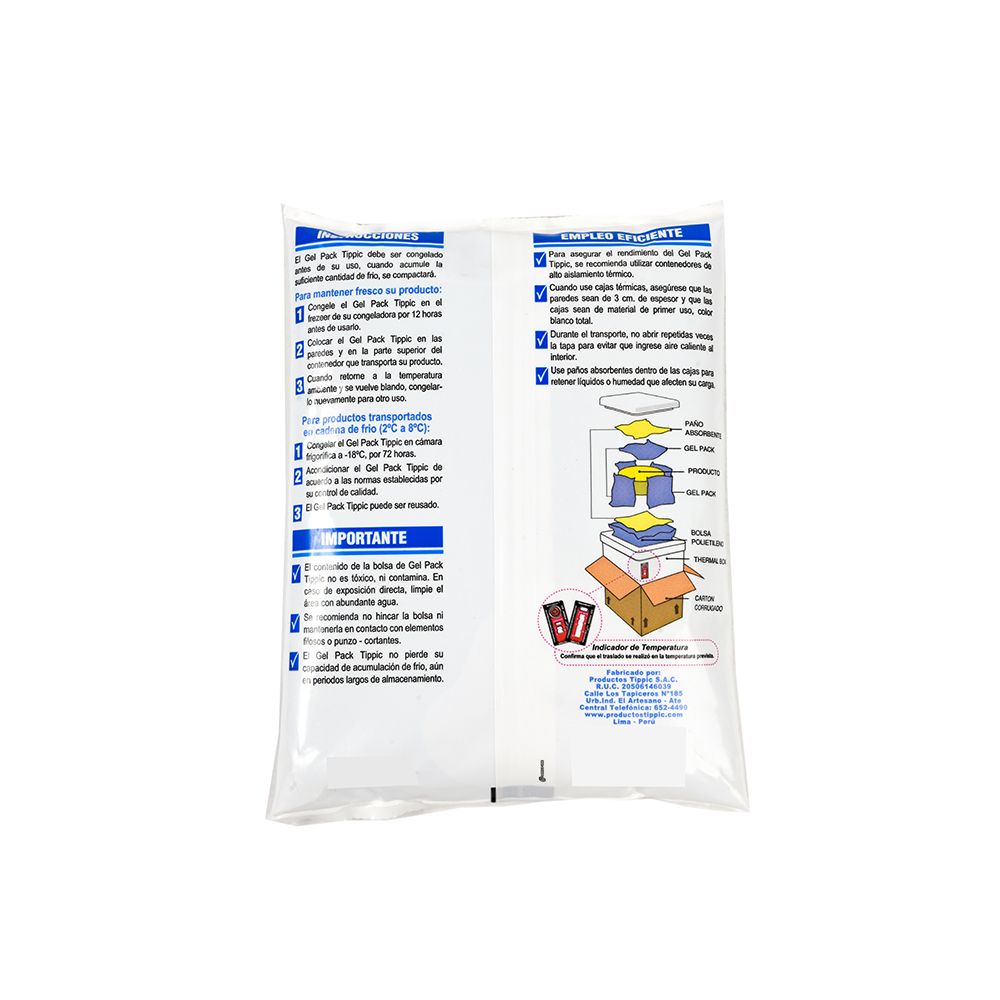 INSTRUCCIONES
El Gel Pack Tippic debe ser congelado
antes de su uso, cuando acumule la
suficiente cantidad de frio, se compactará.
Para mantener fresco su producto:
1 Congele el Gel Pack Tippic en el
frezeer de su congeladora por 12 horas
antes de usarlo.
2 Colocar el Gel Pack Tippic en las
paredes y en la parte superior del
contenedor que transporta su producto.
3 Cuando retorne a la temperatura
ambiente y se vuelve blando, congelar-
lo nuevamente para otro uso.
Para productos transportados
en cadena de frio (2ºC a 8ºC):
1 Congelar el Gel Pack Tippic en cámara
frigorífica a -18ºC, por 72 horas.
2 Acondicionar el Gel Pack Tippic de
acuerdo a las normas establecidas por
su control de calidad.
3 El Gel Pack Tippic puede ser reusado.
IMPORTANTE
El contenido de la bolsa de Gel Pack
Tippic no es tóxico, ni contamina. En
caso de exposición directa, limpie el
área con abundante agua.
Se recomienda no hincar la bolsa ni
mantenerla en contacto con elementos
filosos o punzo - cortantes.
El Gel Pack Tippic no pierde su
capacidad de acumulación de frio, aún
en periodos largos de almacenamiento.
EMPLEO EFICIENTE
Para asegurar el rendimiento del Gel Pack
Tippic, se recomienda utilizar contenedores de
alto aislamiento térmico.
Cuando use cajas térmicas, asegúrese que las
paredes sean de 3 cm. de espesor y que las
cajas sean de material de primer uso, color
blanco total.
Durante el transporte, no abrir repetidas veces
la tapa para evitar que ingrese aire caliente al
interior.
Use paños absorbentes dentro de las cajas para
retener líquidos o humedad que afecten su carga.
PAÑO
ABSORBENTE
GEL PACK
PRODUCTO
GEL PACK
BOLSA
POLIETILENO
THERMAL BOX
CARTON
CORRUGADO
Indicador de Temperatura
Confirma que el traslado se realizó en la temperatura prevista.
Fabricado por:
Productos Tippic S.A.C.
R.U.C. 20506146039
Calle Los Tapiceros Nº185
Urb.Ind. El Artesano - Ate
Central Telefónica: 652-4490
www.productostippic.com
Lima - Perú